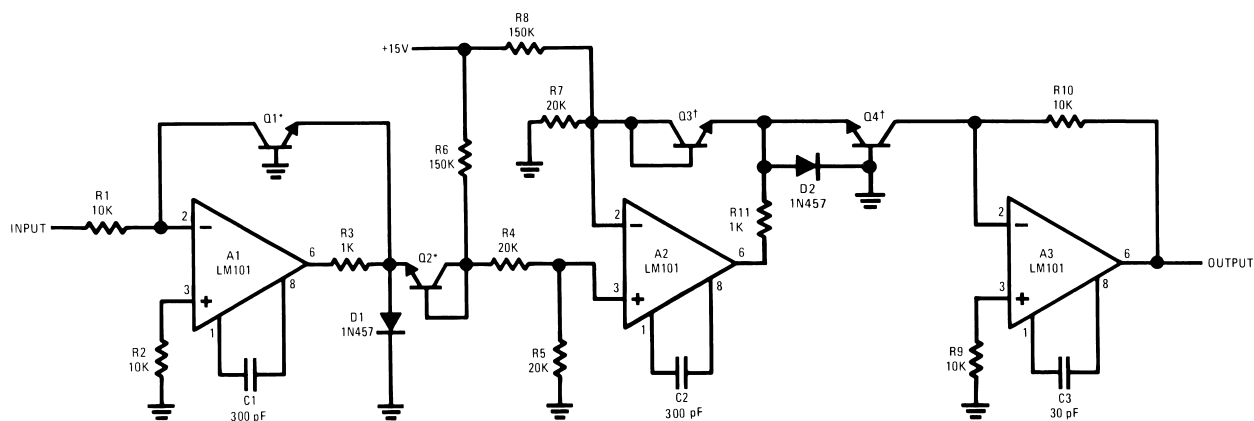 R8
150K
+15V
R7
20K
Q3†
Q4†
R10
10K
Q1*
R6
150K
D2
1N457
R1
10K
INPUT
2
−
A1
LM101
6
8
3
+
1
R3
1K
Q2*
R4
20K
D1
1N457
R2
10K
C1
300 pF
R5
20K
2
−
A2
LM101
6
8
3
+
1
R11
1K
C2
300 pF
2
−
A3
LM101
6
8
3
+
1
OUTPUT
R9
10K
C3
30 pF